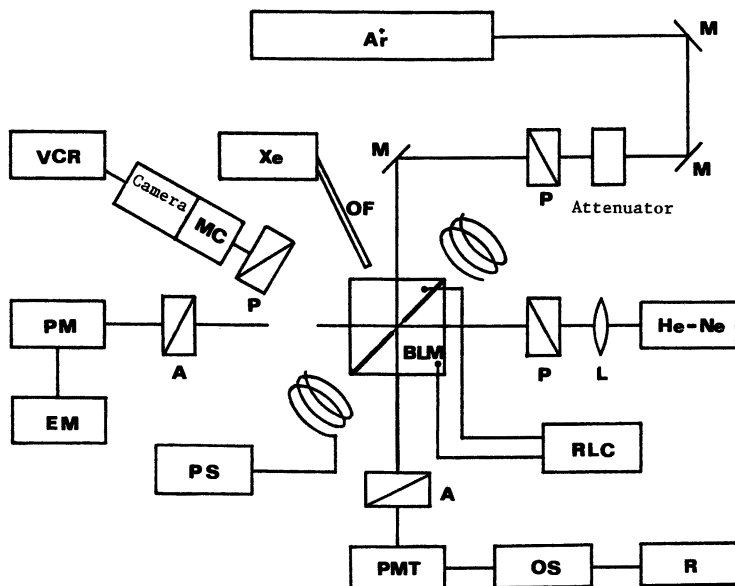 Ar+
M
VCR
Xe
M
M
Camera
MC
OF
P
Attenuator
P
PM
A
BLM
P
L
He-Ne
EM
PS
RLC
A
PMT
OS
R